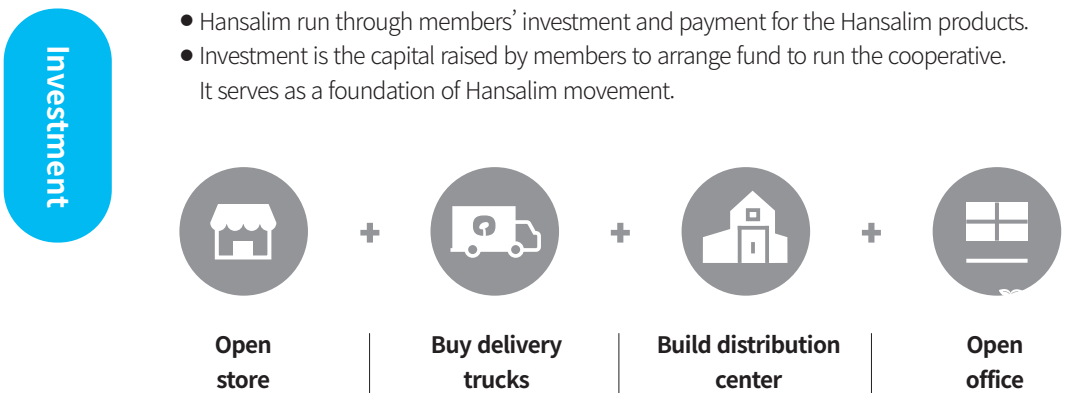 Investment
● Hansalim run through members’ investment and payment for the Hansalim products.
● Investment is the capital raised by members to arrange fund to run the cooperative.
It serves as a foundation of Hansalim movement.
+ + +
Open store
Buy delivery trucks
Build distribution center
Open office